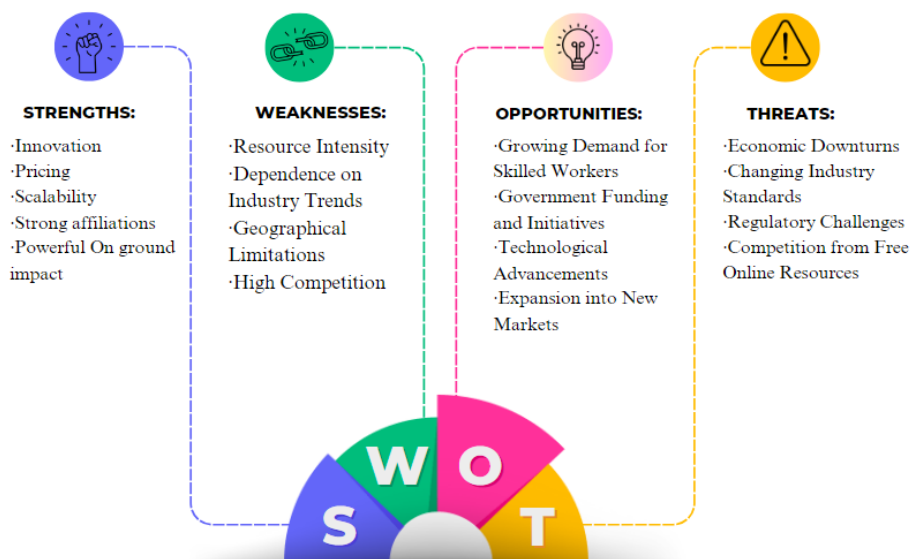 STRENGTHS:
·Innovation
·Pricing
·Scalability
·Strong affiliations
·Powerful On ground
impact
WEAKNESSES:
·Resource Intensity
·Dependence on
Industry Trends
·Geographical
Limitations
·High Competition
OPPORTUNITIES:
·Growing Demand for
Skilled Workers
·Government Funding
and Initiatives
·Technological
Advancements
·Expansion into New
Markets
THREATS:
·Economic Downturns
·Changing Industry
Standards
·Regulatory Challenges
·Competition from Free
Online Resources
S
W
O
T